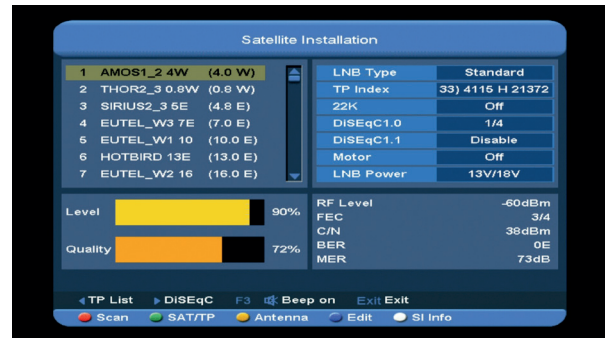 Satellite Installation
1 AMOS1_2 4W (4.0 W)
2 THOR2_3 0.8W (0.8 W)
3 SIRIUS2_3 5E (4.8 E)
4 EUTEL_W3 7E (7.0 E)
5 EUTEL_W1 10 (10.0 E)
6 HOTBIRD 13E (13.0 E)
7 EUTEL_W2 16 (16.0 E)
LNB Type Standard
TP Index 33) 4115 H 21372
22K Off
DiSEqC1.0 1/4
DiSEqC1.1 Disable
Motor Off
LNB Power 13V/18V
Level 90%
Quality 72%
RF Level -60dBm
FEC 3/4
C/N 38dBm
BER 0E
MER 73dB
TP List DiSEqC F3 Beep on Exit Exit
Scan SAT/TP Antenna Edit SI Info